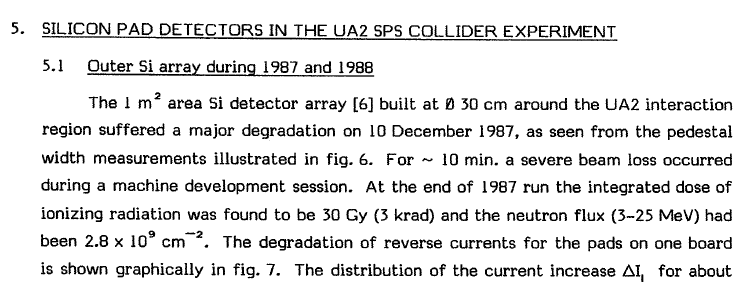 5. SILICON PAD DETECTORS IN THE UA2 SPS COLLIDER EXPERIMENT
5.1 Outer Si array during 1987 and 1988
The 1 m² area Si detector array [6] built at Ø 30 cm around the UA2 interaction
region suffered a major degradation on 10 December 1987, as seen from the pedestal
width measurements illustrated in fig. 6. For ~ 10 min. a severe beam loss occurred
during a machine development session. At the end of 1987 run the integrated dose of
ionizing radiation was found to be 30 Gy (3 krad) and the neutron flux (3-25 MeV) had
been 2.8 x 10⁹ cm⁻². The degradation of reverse currents for the pads on one board
is shown graphically in fig. 7. The distribution of the current increase ΔIₗ for about